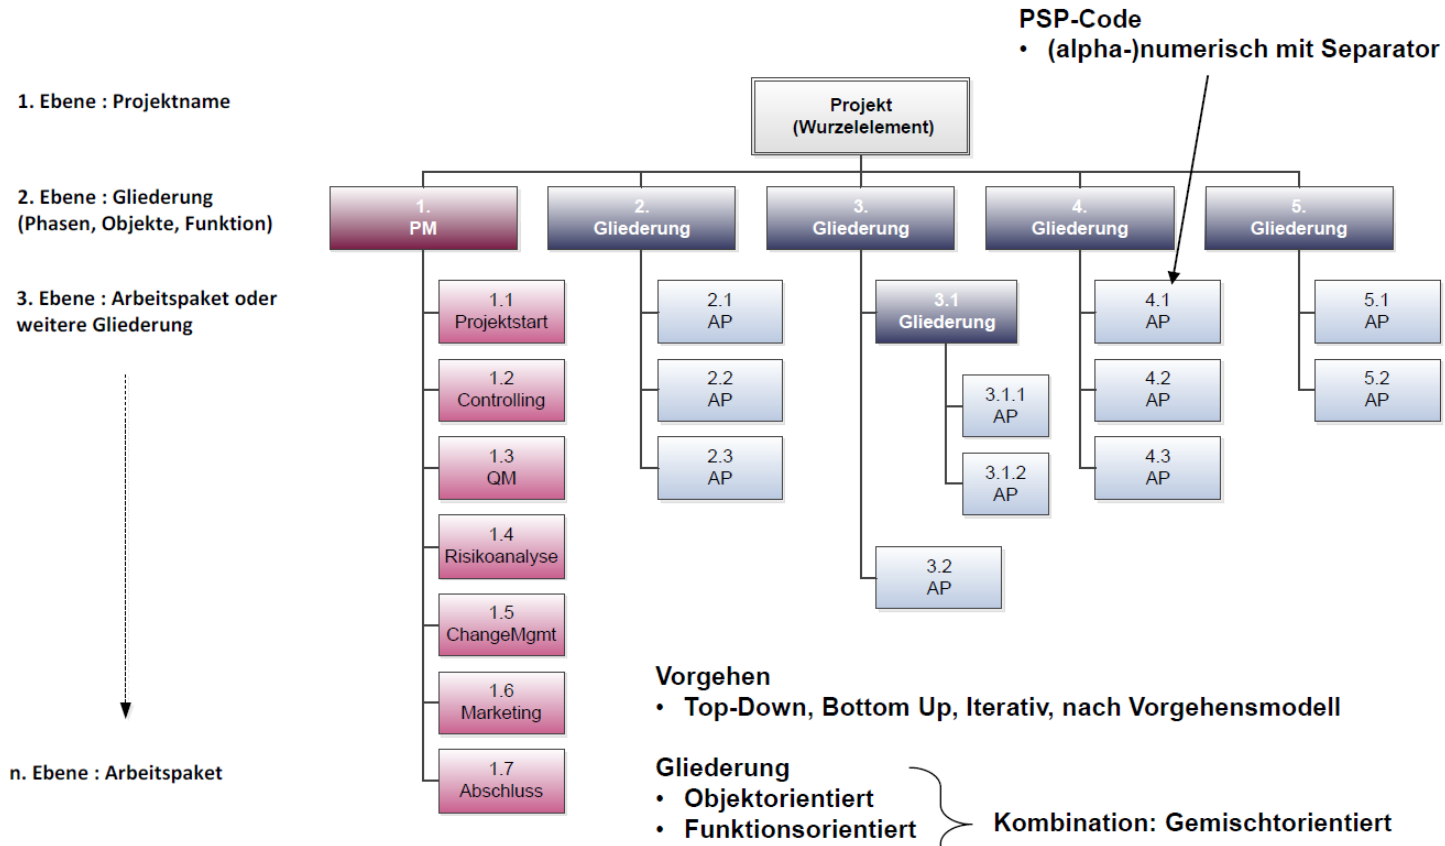 PSP-Code
• (alpha-)numerisch mit Separator
1. Ebene : Projektname
Projekt
(Wurzelelement)
2. Ebene : Gliederung
(Phasen, Objekte, Funktion)
1.
PM
2.
Gliederung
3.
Gliederung
4.
Gliederung
5.
Gliederung
3. Ebene : Arbeitspaket oder
weitere Gliederung
1.1
Projektstart
1.2
Controlling
1.3
QM
1.4
Risikoanalyse
1.5
ChangeMgmt
1.6
Marketing
1.7
Abschluss
2.1
AP
2.2
AP
2.3
AP
3.1
Gliederung
3.1.1
AP
3.1.2
AP
3.2
AP
4.1
AP
4.2
AP
4.3
AP
5.1
AP
5.2
AP
n. Ebene : Arbeitspaket
Vorgehen
• Top-Down, Bottom Up, Iterativ, nach Vorgehensmodell
Gliederung
• Objektorientiert
• Funktionsorientiert
Kombination: Gemischtorientiert